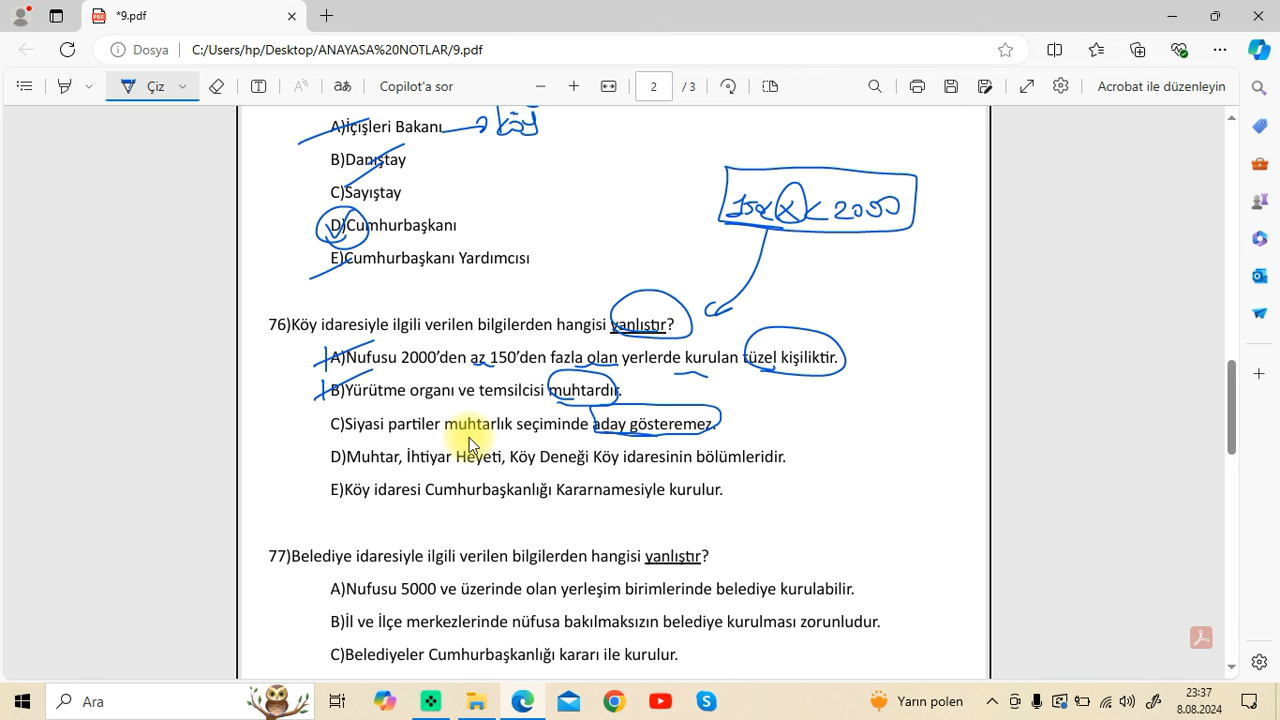 *9.pdf
Dosya C:/Users/hp/Desktop/ANAYASA%20NOTLAR/9.pdf
Çiz Copilot'a sor 2 / 3 Acrobat ile düzenleyin
A)İçişleri Bakanı → köy
B)Danıştay
C)Sayıştay
150< x < 2000
D)Cumhurbaşkanı
E)Cumhurbaşkanı Yardımcısı
76)Köy idaresiyle ilgili verilen bilgilerden hangisi yanlıştır?
A)Nufusu 2000'den az 150'den fazla olan yerlerde kurulan tüzel kişiliktir.
B)Yürütme organı ve temsilcisi muhtardır.
C)Siyasi partiler muhtarlık seçiminde aday gösteremez.
D)Muhtar, İhtiyar Heyeti, Köy Deneği Köy idaresinin bölümleridir.
E)Köy idaresi Cumhurbaşkanlığı Kararnamesiyle kurulur.
77)Belediye idaresiyle ilgili verilen bilgilerden hangisi yanlıştır?
A)Nufusu 5000 ve üzerinde olan yerleşim birimlerinde belediye kurulabilir.
B)İl ve İlçe merkezlerinde nüfusa bakılmaksızın belediye kurulması zorunludur.
C)Belediyeler Cumhurbaşkanlığı kararı ile kurulur.
Ara Yarın polen 23:37
8.08.2024